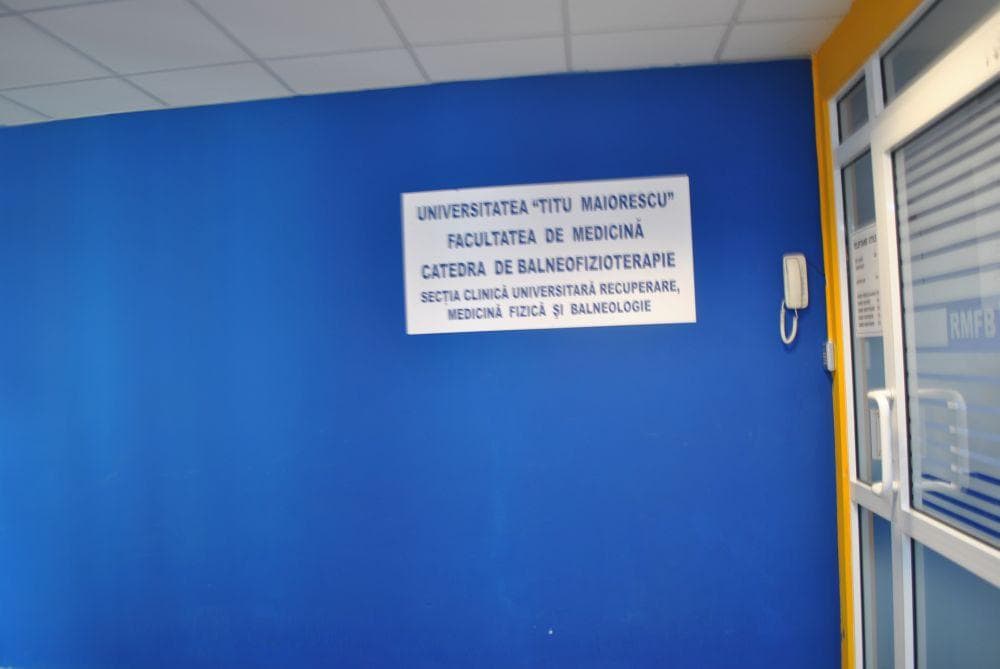 UNIVERSITATEA “TITU MAIORESCU”
FACULTATEA DE MEDICINĂ
CATEDRA DE BALNEOFIZIOTERAPIE
SECȚIA CLINICĂ UNIVERSITARĂ RECUPERARE,
MEDICINĂ FIZICĂ ȘI BALNEOLOGIE
RMFB